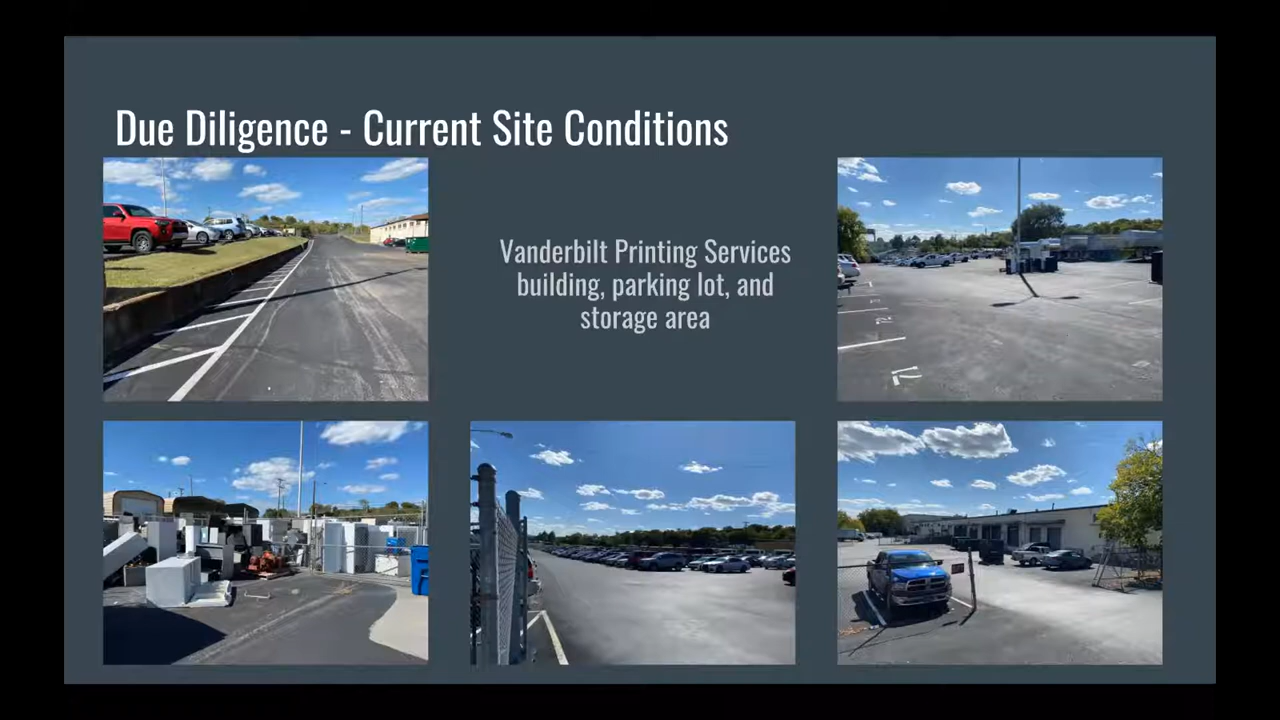 Due Diligence - Current Site Conditions
Vanderbilt Printing Services
building, parking lot, and
storage area